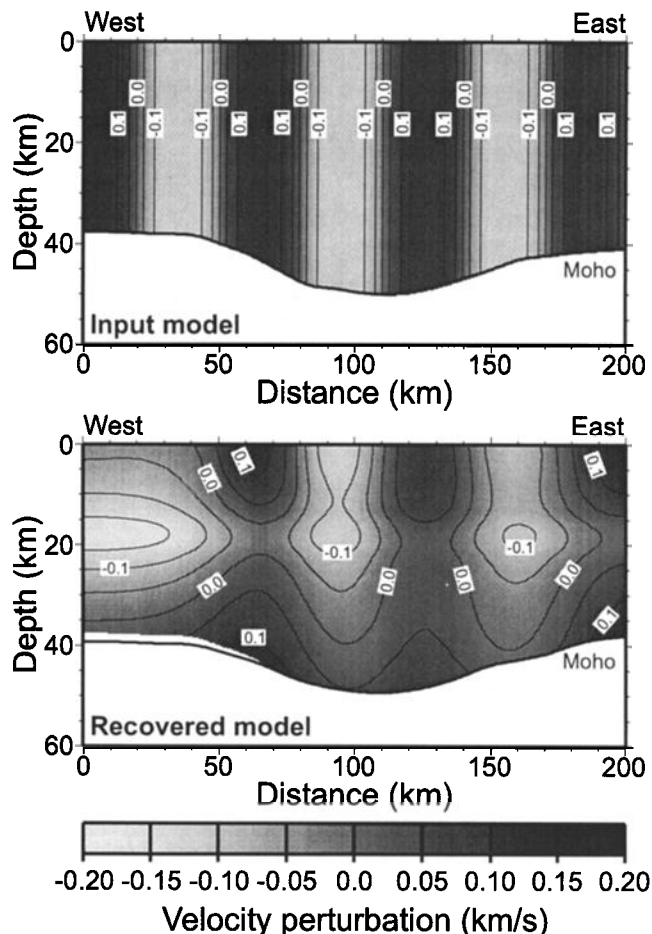 West East
0
20
40
60
Depth (km)
0.0 0.0 0.0 0.0 0.0 0.0
0.1 -0.1 -0.1 0.1 0.1 -0.1 -0.1 0.1 0.1 -0.1 -0.1 0.1 0.1
Moho
Input model
0 50 100 150 200
Distance (km)
West East
0
20
40
60
Depth (km)
0.0 0.1 0.1
-0.1 -0.1 -0.1
0.0 0.0 0.0 0.0
0.1 0.1
Moho
Recovered model
0 50 100 150 200
Distance (km)
-0.20 -0.15 -0.10 -0.05 0.0 0.05 0.10 0.15 0.20
Velocity perturbation (km/s)